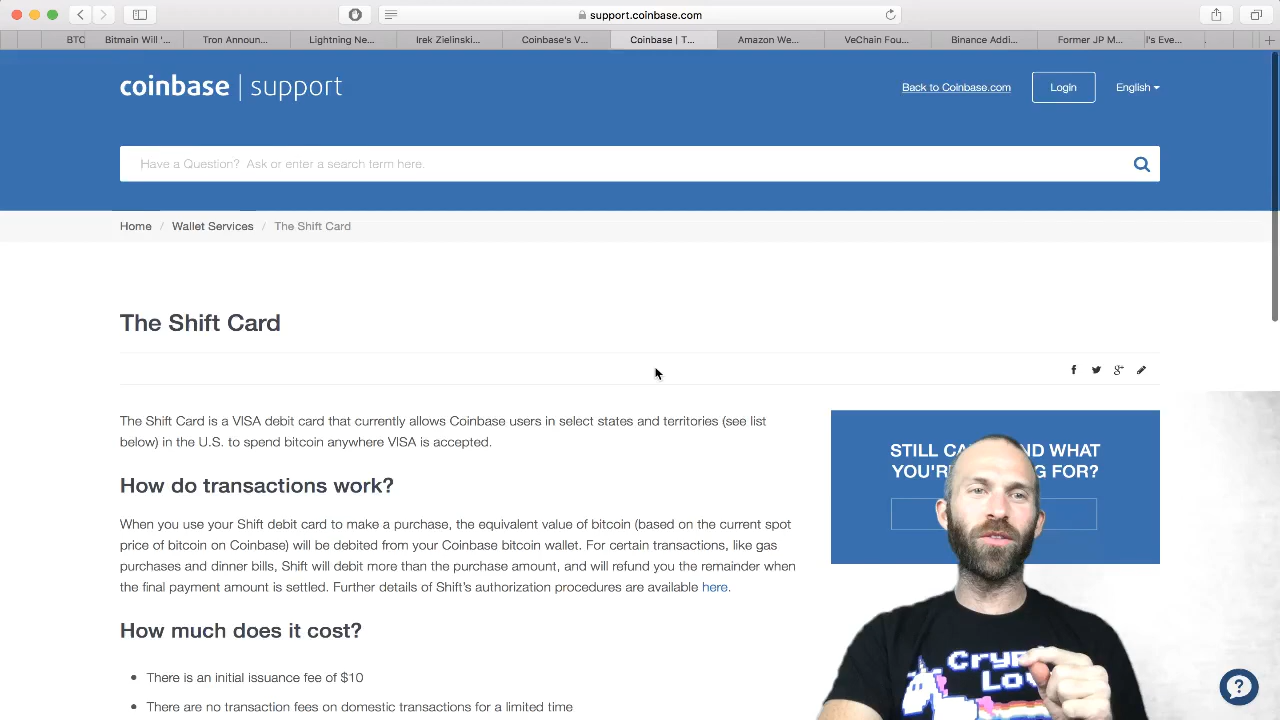 support.coinbase.com
BTC
Bitmain Will '...
Tron Announ...
Lightning Ne...
Irek Zielinski...
Coinbase's V...
Coinbase | T...
Amazon We...
VeChain Fou...
Binance Addi...
Former JP M...
l's Eve...
coinbase | support
Back to Coinbase.com
Login
English
Have a Question? Ask or enter a search term here.
Home / Wallet Services / The Shift Card
The Shift Card
The Shift Card is a VISA debit card that currently allows Coinbase users in select states and territories (see list
below) in the U.S. to spend bitcoin anywhere VISA is accepted.
How do transactions work?
When you use your Shift debit card to make a purchase, the equivalent value of bitcoin (based on the current spot
price of bitcoin on Coinbase) will be debited from your Coinbase bitcoin wallet. For certain transactions, like gas
purchases and dinner bills, Shift will debit more than the purchase amount, and will refund you the remainder when
the final payment amount is settled. Further details of Shift's authorization procedures are available here.
How much does it cost?
• There is an initial issuance fee of $10
• There are no transaction fees on domestic transactions for a limited time
STILL CA ND WHAT
YOU'R G FOR?
Cryp
Lo